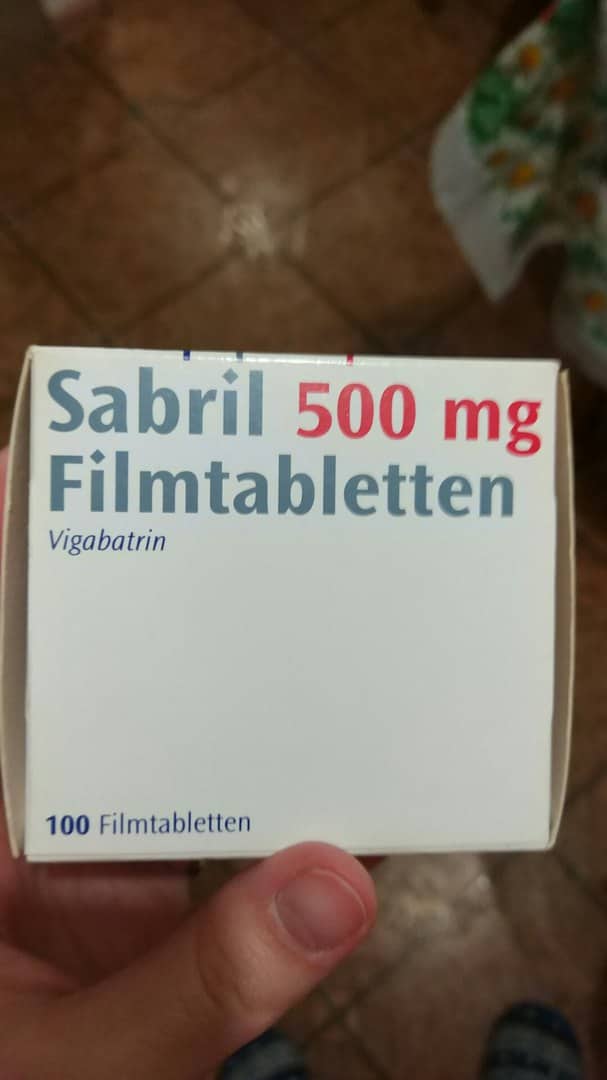 Sabril 500 mg
Filmtabletten
Vigabatrin
100 Filmtabletten